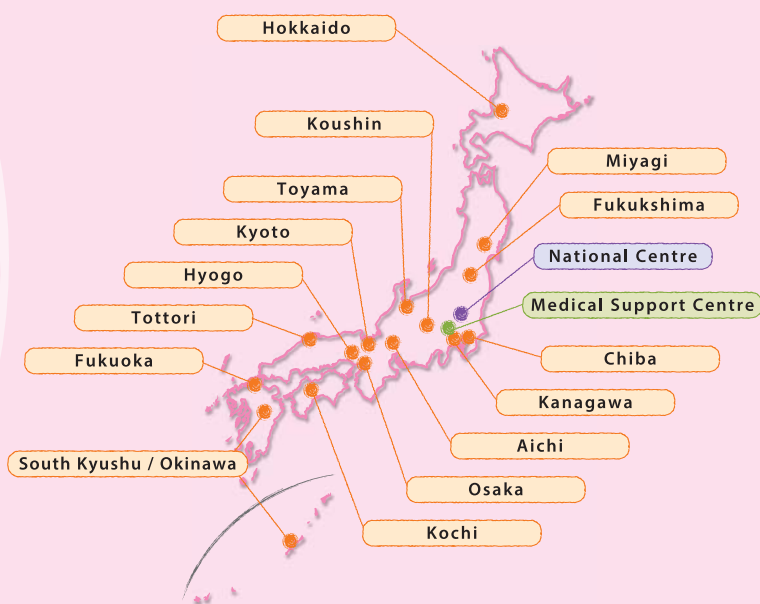 Hokkaido
Koushin
Miyagi
Toyama
Fukukshima
Kyoto
National Centre
Hyogo
Medical Support Centre
Tottori
Chiba
Fukuoka
Kanagawa
Aichi
South Kyushu / Okinawa
Osaka
Kochi